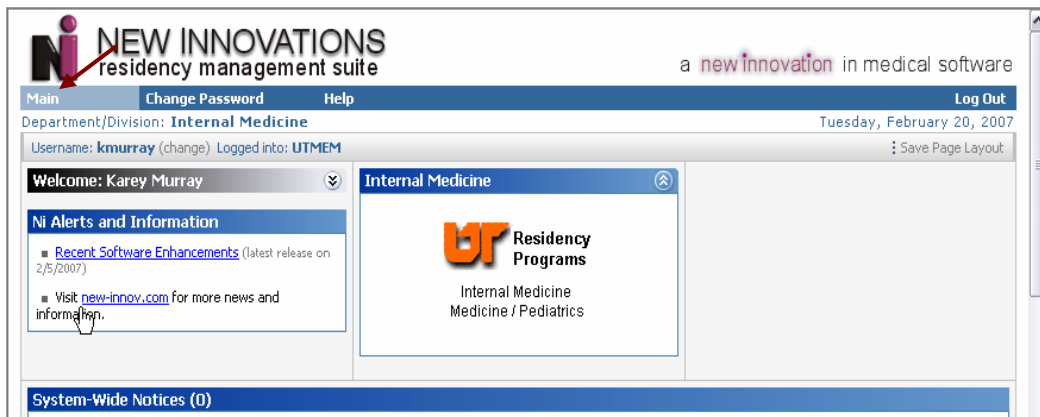 Ni NEW INNOVATIONS
residency management suite
a new innovation in medical software
Main Change Password Help Log Out
Department/Division: Internal Medicine Tuesday, February 20, 2007
Username: kmurray (change) Logged into: UTMEM Save Page Layout
Welcome: Karey Murray
Internal Medicine
Ni Alerts and Information
Recent Software Enhancements (latest release on
2/5/2007)
Visit new-innov.com for more news and
information.
UT Residency
Programs
Internal Medicine
Medicine / Pediatrics
System-Wide Notices (0)